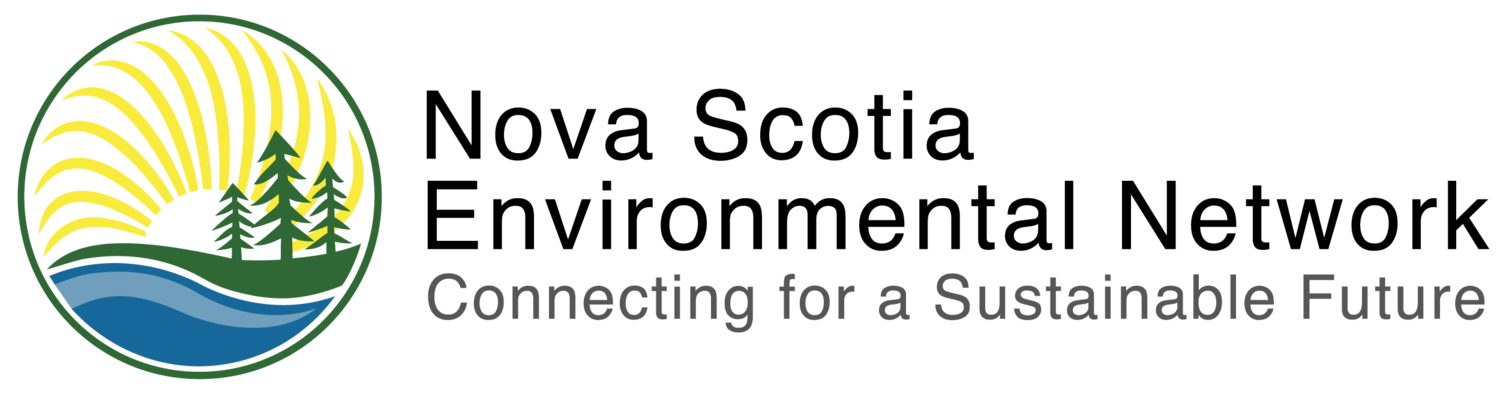 Nova Scotia
Environmental Network
Connecting for a Sustainable Future